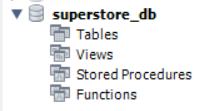 superstore_db
Tables
Views
Stored Procedures
Functions